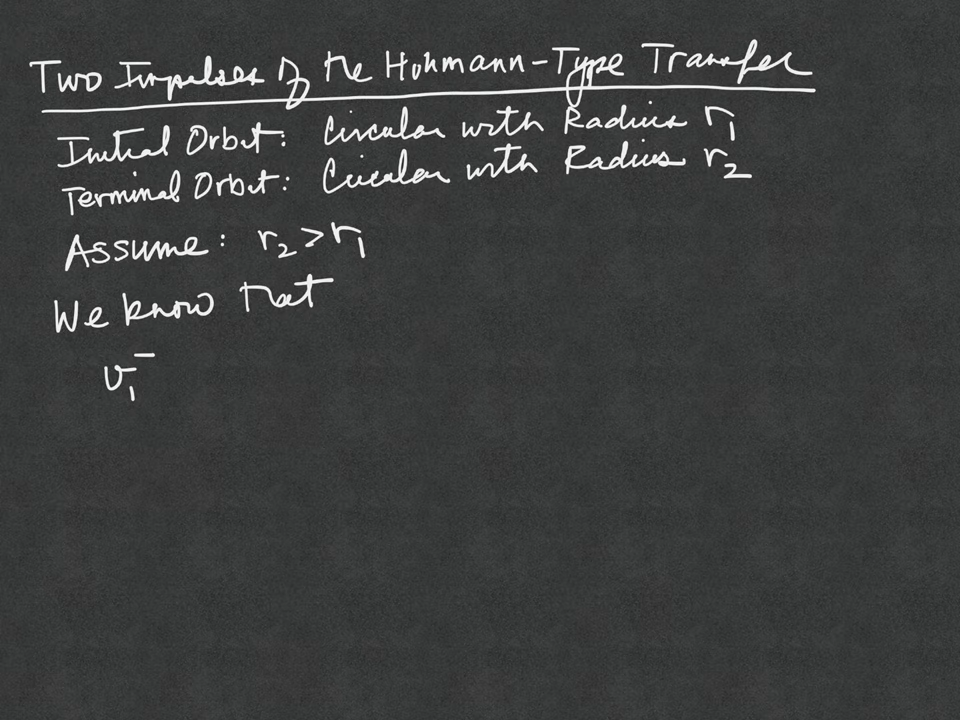 Two Impulses of the Hohmann-Type Transfer
Initial Orbit: Circular with Radius r₁
Terminal Orbit: Circular with Radius r₂
Assume: r₂ > r₁
We know that
v₁⁻